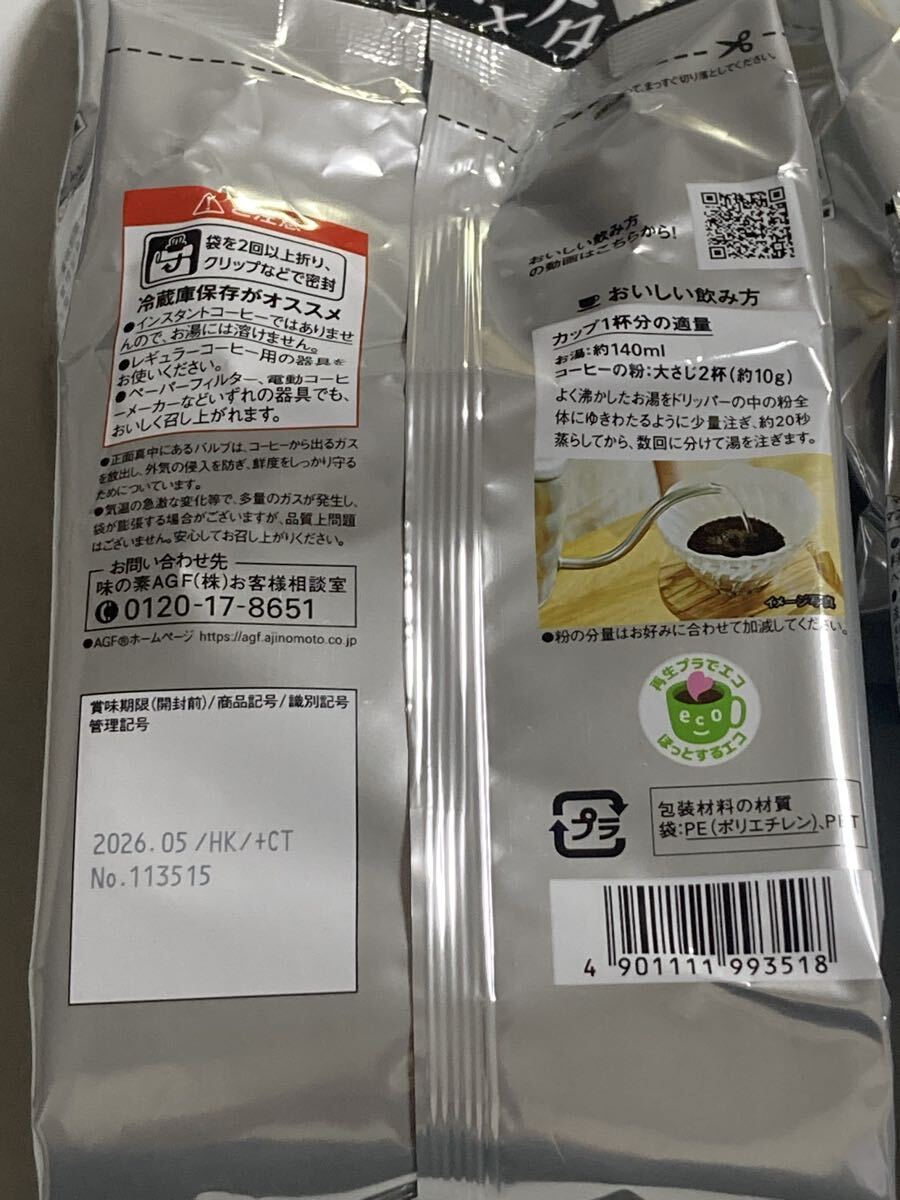 スタ
、まっすぐ切り落としてください。
ご注意
袋を2回以上折り、
クリップなどで密封
冷蔵庫保存がオススメ
●インスタントコーヒーではありませ
んので、お湯には溶けません。
●レギュラーコーヒー用の器具を
お使いください。
●ペーパーフィルター、電動コーヒ
ーメーカーなどいずれの器具でも、
おいしく召し上がれます。
●正面真中にあるバルブは、コーヒーから出るガス
を放出し、外気の侵入を防ぎ、鮮度をしっかり守る
ためについています。
●気温の急激な変化等で、多量のガスが発生し、
袋が膨張する場合がございますが、品質上問題
はございません。安心してお召し上がりください。
お問い合わせ先
味の素AGF(株)お客様相談室
0120-17-8651
●AGF®ホームページ https://agf.ajinomoto.co.jp
賞味期限(開封前)/商品記号/識別記号
管理記号
2026.05 /HK/+CT
No.113515
おいしい飲み方
の動画はこちらから!
おいしい飲み方
カップ1杯分の適量
お湯:約140ml
コーヒーの粉:大さじ2杯(約10g)
よく沸かしたお湯をドリッパーの中の粉全
体にゆきわたるように少量注ぎ、約20秒
蒸らしてから、数回に分けて湯を注ぎます。
イメージ写真
●粉の分量はお好みに合わせて加減してください。
再生プラでエコ
eco
ほっとするエコ
プラ
包装材料の材質
袋:PE(ポリエチレン)、PET
4 901111 993518